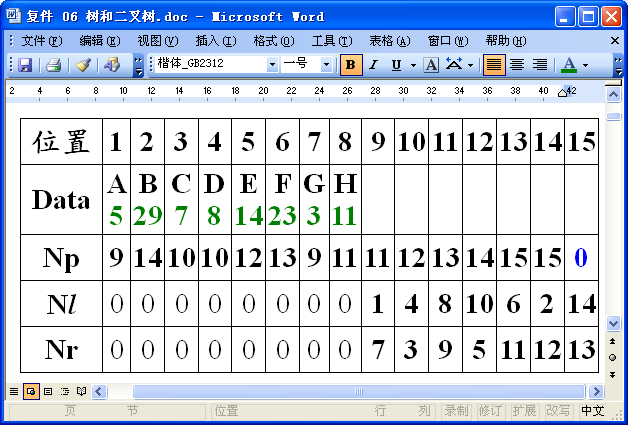 复件 06 树和二叉树.doc - Microsoft Word
文件(F) 编辑(E) 视图(V) 插入(I) 格式(O) 工具(T) 表格(A) 窗口(W) 帮助(H)
楷体_GB2312 一号 B I U A A A
2 2 4 6 8 10 12 14 16 18 20 22 24 26 28 30 32 34 36 38 40 42
位置 1 2 3 4 5 6 7 8 9 10 11 12 13 14 15
Data A B C D E F G H
5 29 7 8 14 23 3 11
Np 9 14 10 10 12 13 9 11 11 12 13 14 15 15 0
Nl 0 0 0 0 0 0 0 0 1 4 8 10 6 2 14
Nr 0 0 0 0 0 0 0 0 7 3 9 5 11 12 13
页 节 位置 行 列 录制 修订 扩展 改写 中文